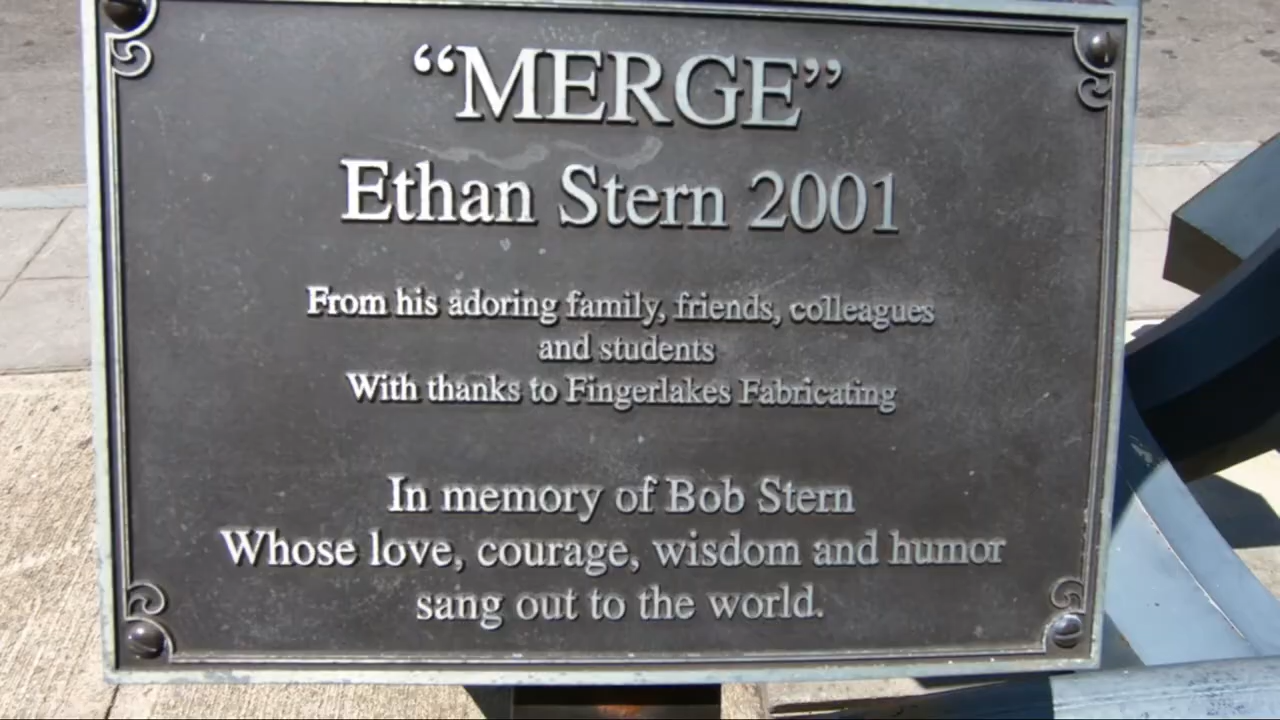 “MERGE”
Ethan Stern 2001
From his adoring family, friends, colleagues
and students
With thanks to Fingerlakes Fabricating
In memory of Bob Stern
Whose love, courage, wisdom and humor
sang out to the world.